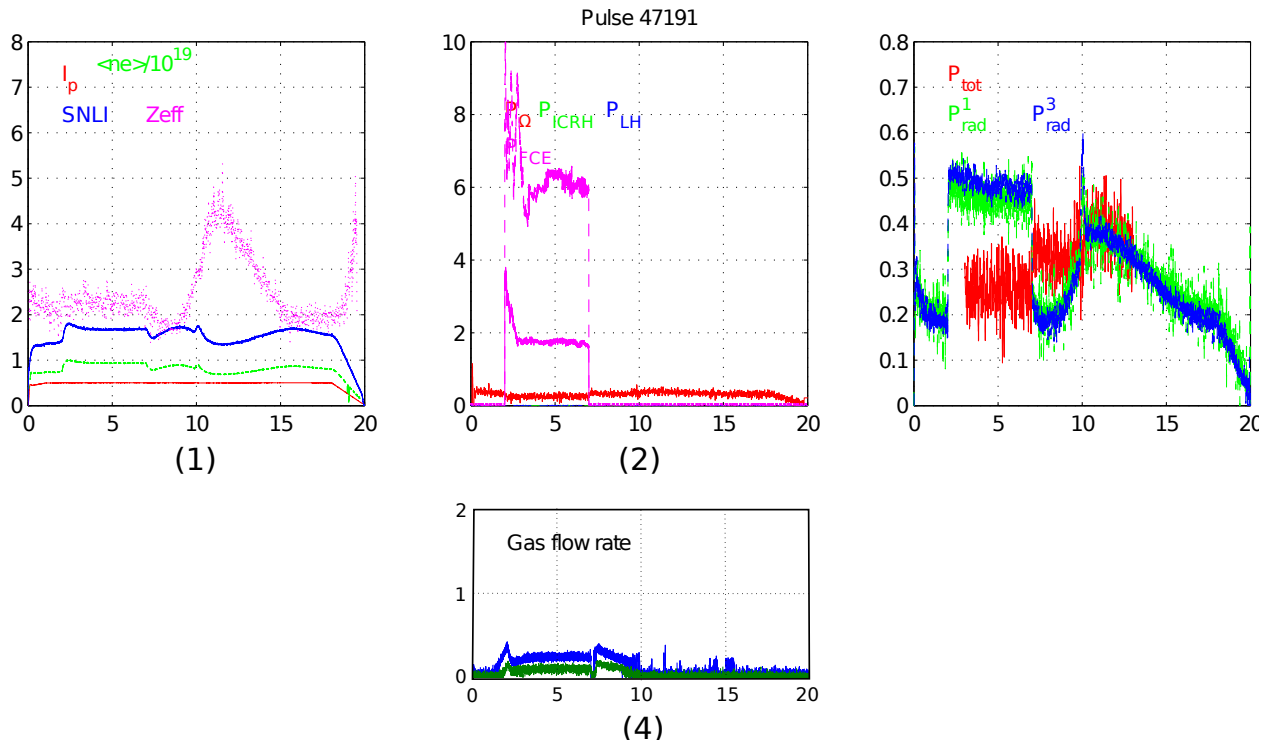 Pulse 47191
8
7
6
5
4
3
2
1
0
0 5 10 15 20
<ne>/10^19
I_p
SNLI Zeff
(1)
10
8
6
4
2
0
0 5 10 15 20
P_Ω P_ICRH P_LH
P_FCE
(2)
0.8
0.7
0.6
0.5
0.4
0.3
0.2
0.1
0
0 5 10 15 20
P_tot
P^1_rad P^3_rad
2
1
0
0 5 10 15 20
Gas flow rate
(4)